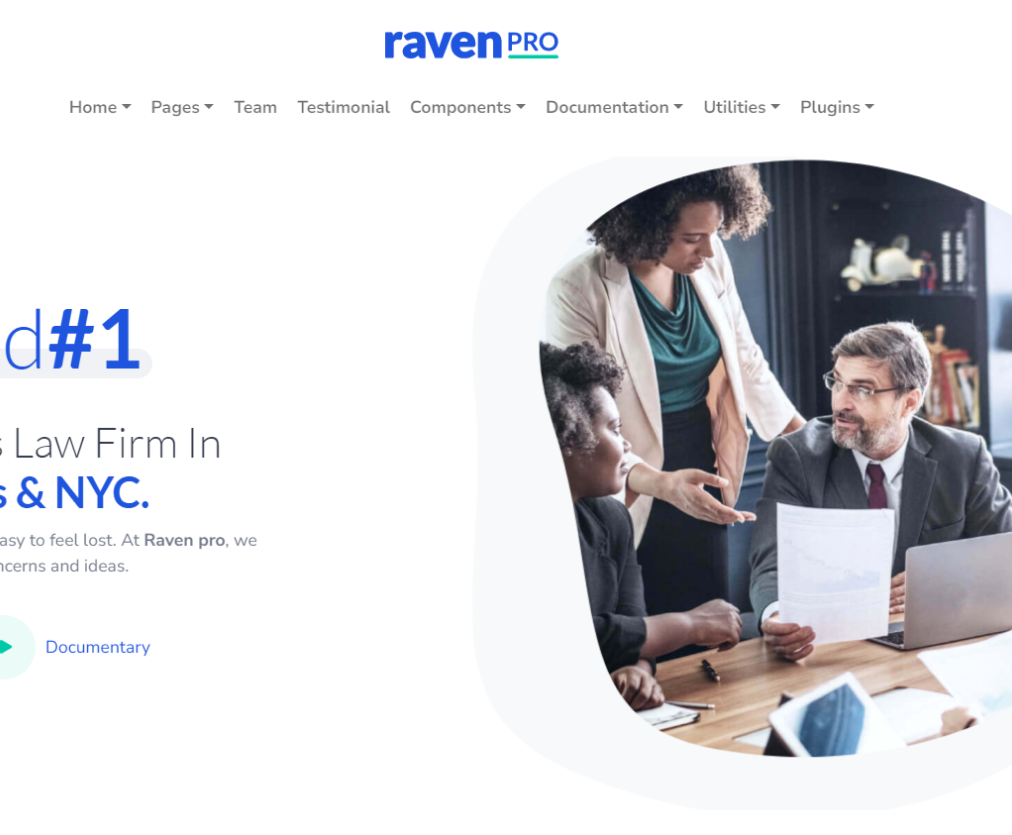 raven PRO
Home Pages Team Testimonial Components Documentation Utilities Plugins
d#1
s Law Firm In
s & NYC.
asy to feel lost. At Raven pro, we
ncerns and ideas.
Documentary